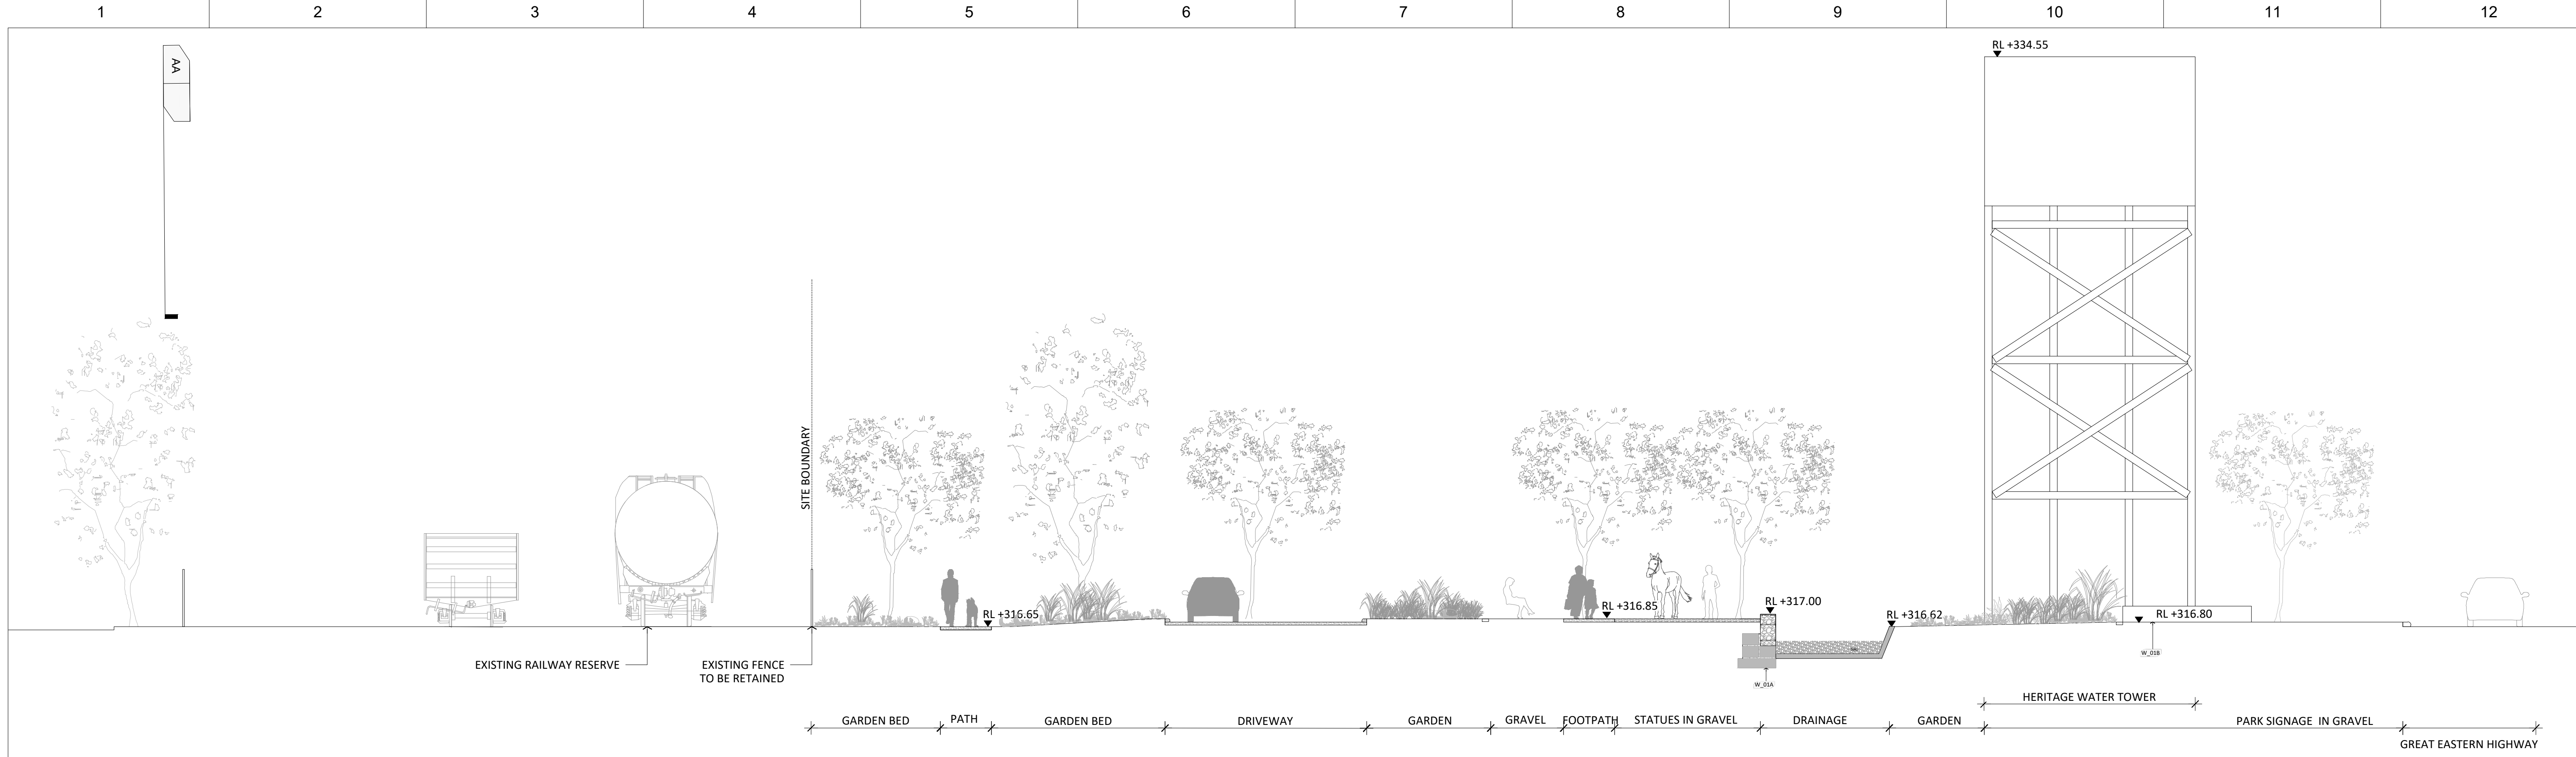 1 2 3 4 5 6 7 8 9 10 11 12
RL +334.55
AA
SITE BOUNDARY
RL +316.65
RL +316.85
RL +317.00
RL +316.62
RL +316.80
W_01B
EXISTING RAILWAY RESERVE
EXISTING FENCE
TO BE RETAINED
W_01A
HERITAGE WATER TOWER
GARDEN BED PATH GARDEN BED DRIVEWAY GARDEN GRAVEL FOOTPATH STATUES IN GRAVEL DRAINAGE GARDEN PARK SIGNAGE IN GRAVEL
GREAT EASTERN HIGHWAY